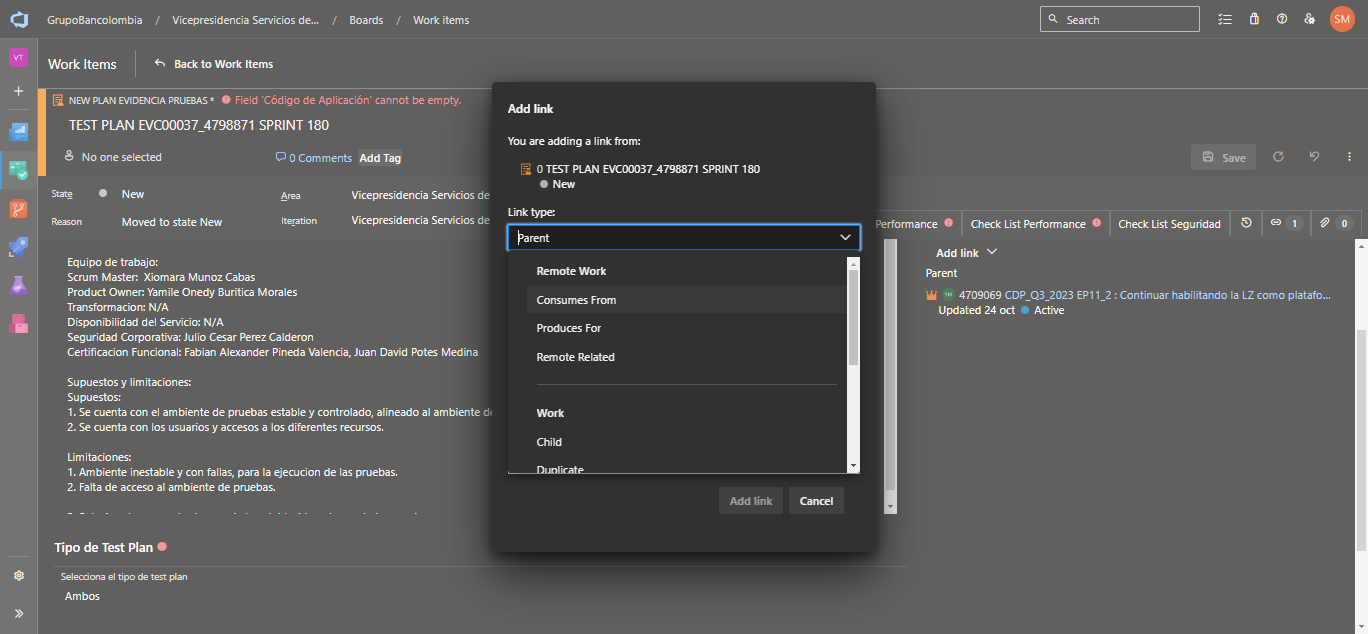 GrupoBancolombia / Vicepresidencia Servicios de... / Boards / Work items
Search
SM
VT
Work Items
Back to Work Items
NEW PLAN EVIDENCIA PRUEBAS * Field 'Código de Aplicación' cannot be empty.
TEST PLAN EVC00037_4798871 SPRINT 180
No one selected
0 Comments
Add Tag
Save
State
New
Area
Vicepresidencia Servicios de
Reason
Moved to state New
Iteration
Vicepresidencia Servicios de
Performance
Check List Performance
Check List Seguridad
1
0
Equipo de trabajo:
Scrum Master: Xiomara Munoz Cabas
Product Owner: Yamile Onedy Buritica Morales
Transformacion: N/A
Disponibilidad del Servicio: N/A
Seguridad Corporativa: Julio Cesar Perez Calderon
Certificacion Funcional: Fabian Alexander Pineda Valencia, Juan David Potes Medina
Supuestos y limitaciones:
Supuestos:
1. Se cuenta con el ambiente de pruebas estable y controlado, alineado al ambiente de
2. Se cuenta con los usuarios y accesos a los diferentes recursos.
Limitaciones:
1. Ambiente inestable y con fallas, para la ejecucion de las pruebas.
2. Falta de acceso al ambiente de pruebas.
Tipo de Test Plan
Selecciona el tipo de test plan
Ambos
Add link
You are adding a link from:
0 TEST PLAN EVC00037_4798871 SPRINT 180
New
Link type:
Parent
Remote Work
Consumes From
Produces For
Remote Related
Work
Child
Duplicate
Add link
Cancel
Add link
Parent
4709069 CDP_Q3_2023 EP11_2 : Continuar habilitando la LZ como platafo...
Updated 24 oct
Active